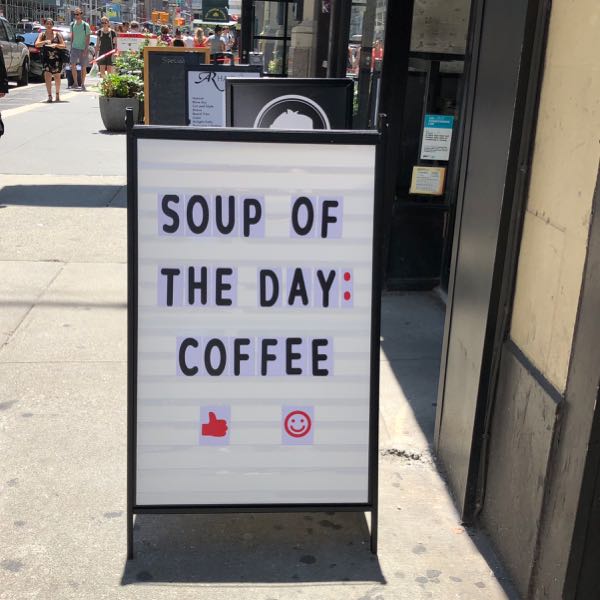 SOUP OF
THE DAY:
COFFEE